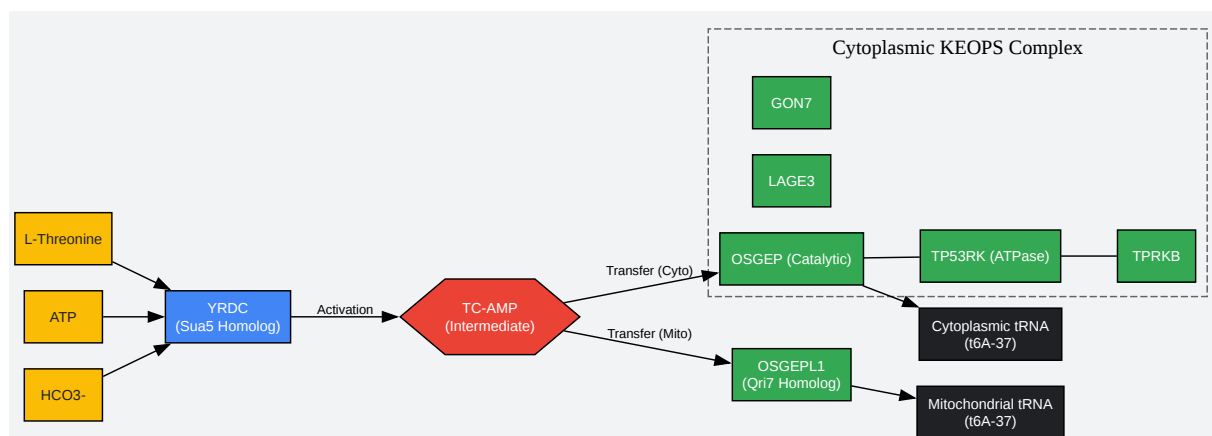 Cytoplasmic KEOPS Complex
GON7
LAGE3
L-Threonine
ATP
HCO3-
YRDC
(Sua5 Homolog)
Activation
TC-AMP
(Intermediate)
Transfer (Cyto)
Transfer (Mito)
OSGEP (Catalytic)
TP53RK (ATPase)
TPRKB
Cytoplasmic tRNA
(t6A-37)
OSGEPL1
(Qri7 Homolog)
Mitochondrial tRNA
(t6A-37)